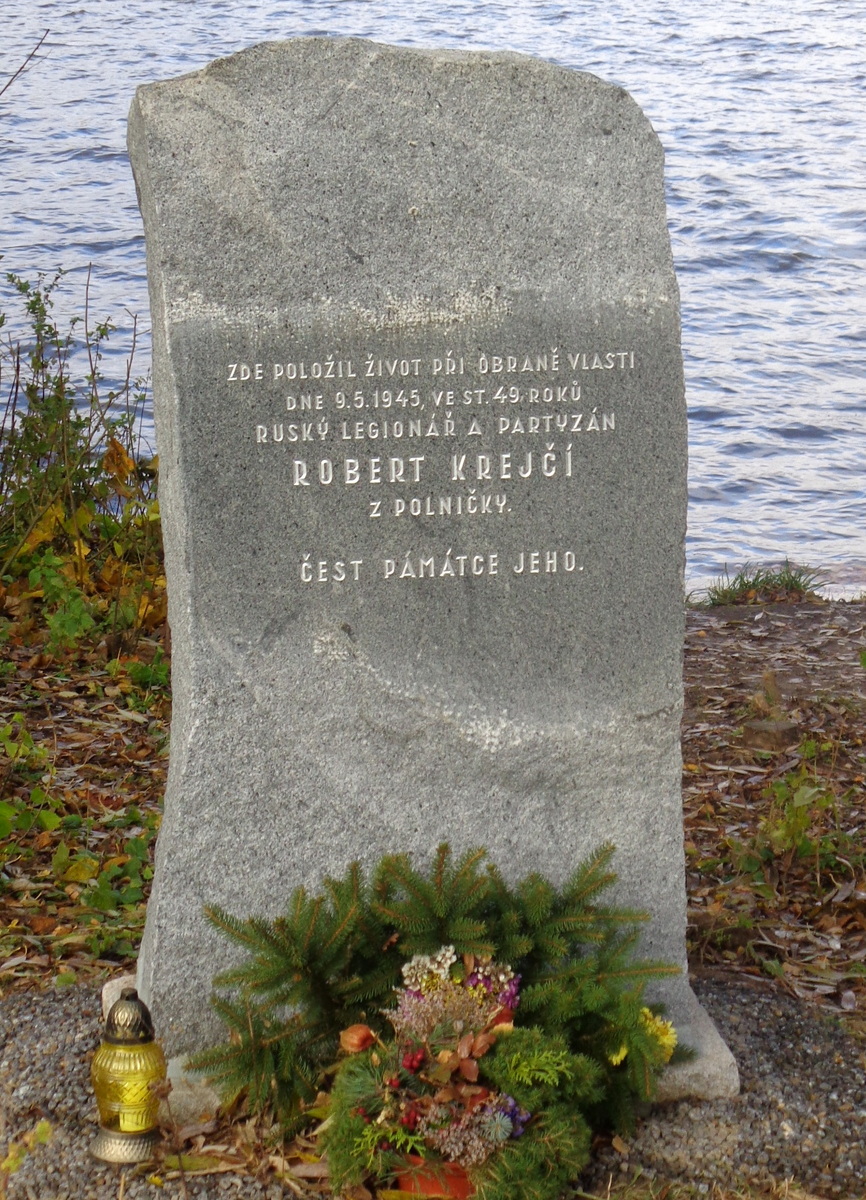 ZDE POLOŽIL ŽIVOT PŘI OBRANĚ VLASTI
DNE 9.5.1945, VE ST. 49 ROKŮ
RUSKÝ LEGIONÁŘ A PARTYZÁN
ROBERT KREJČÍ
Z POLNIČKY.
ČEST PAMÁTCE JEHO.